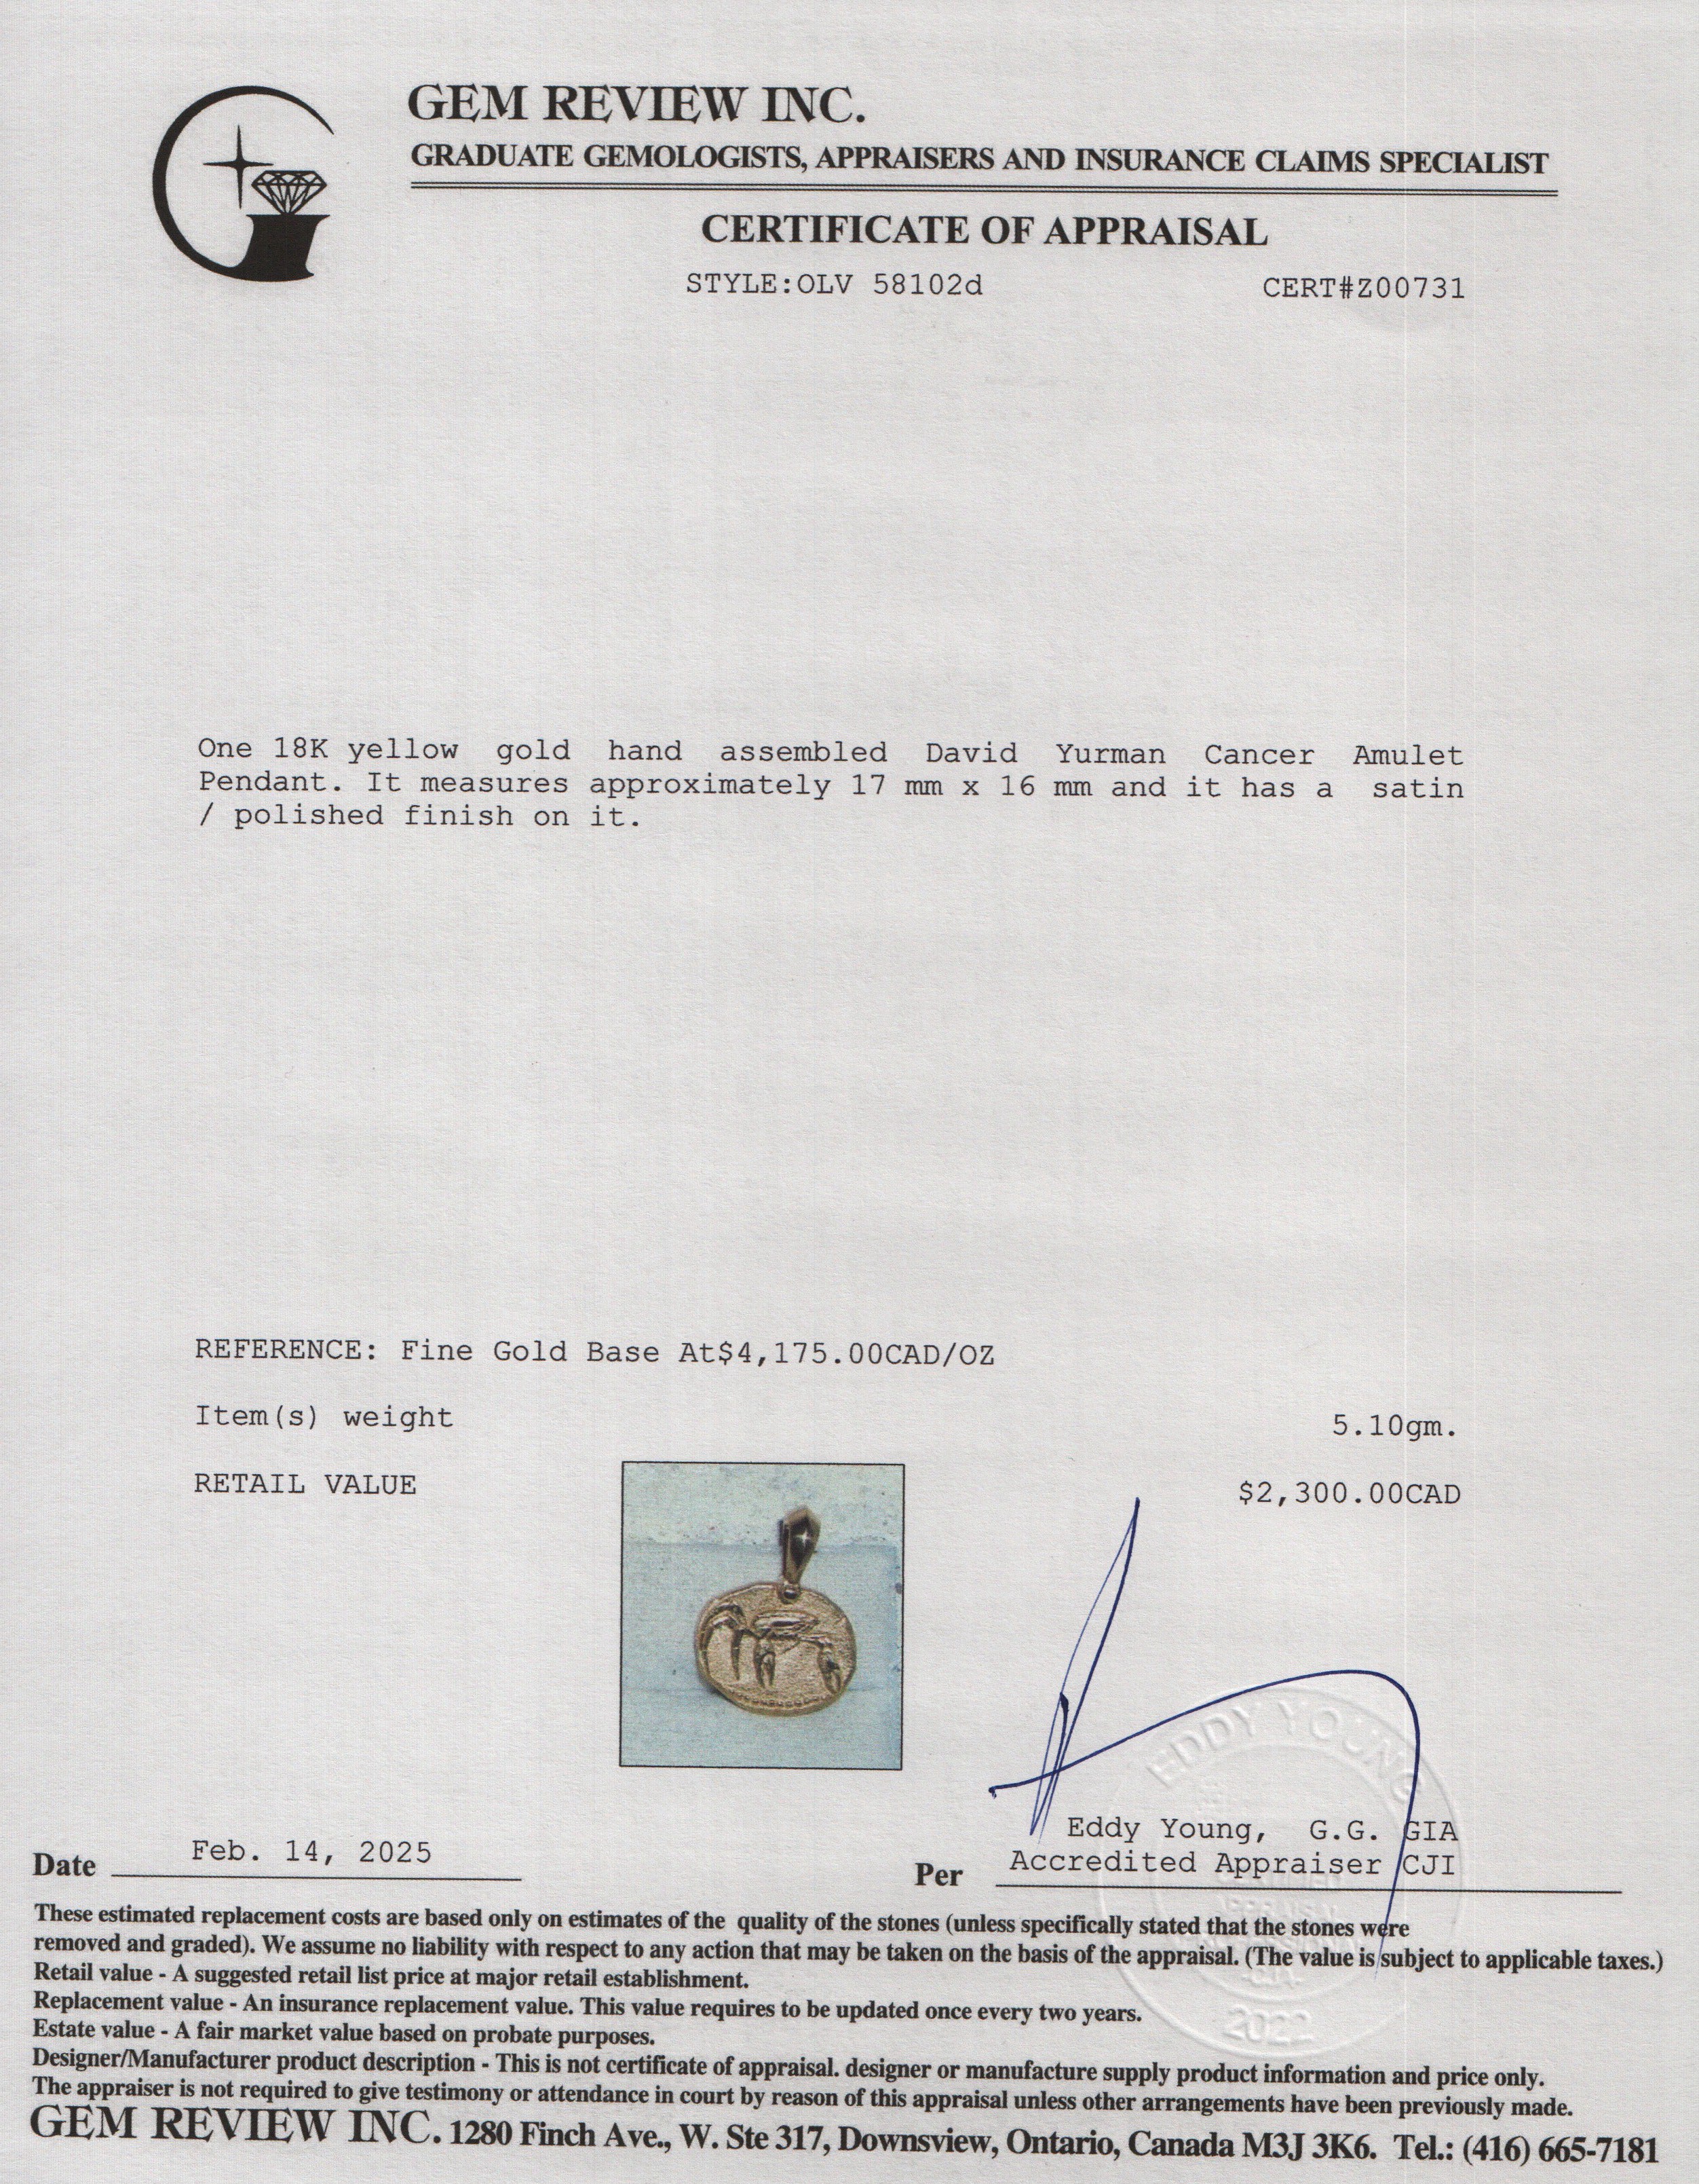 GEM REVIEW INC.
GRADUATE GEMOLOGISTS, APPRAISERS AND INSURANCE CLAIMS SPECIALIST
CERTIFICATE OF APPRAISAL
STYLE:OLV 58102d CERT#Z00731
One 18K yellow gold hand assembled David Yurman Cancer Amulet
Pendant. It measures approximately 17 mm x 16 mm and it has a satin
/ polished finish on it.
REFERENCE: Fine Gold Base At$4,175.00CAD/OZ
Item(s) weight 5.10gm.
RETAIL VALUE $2,300.00CAD
EDDY YOUNG
Eddy Young, G.G. GIA
Date Feb. 14, 2025 Per Accredited Appraiser CJI
These estimated replacement costs are based only on estimates of the quality of the stones (unless specifically stated that the stones were
removed and graded). We assume no liability with respect to any action that may be taken on the basis of the appraisal. (The value is subject to applicable taxes.)
Retail value - A suggested retail list price at major retail establishment.
Replacement value - An insurance replacement value. This value requires to be updated once every two years.
2022
Estate value - A fair market value based on probate purposes.
Designer/Manufacturer product description - This is not certificate of appraisal. designer or manufacture supply product information and price only.
The appraiser is not required to give testimony or attendance in court by reason of this appraisal unless other arrangements have been previously made.
GEM REVIEW INC. 1280 Finch Ave., W. Ste 317, Downsview, Ontario, Canada M3J 3K6. Tel.: (416) 665-7181